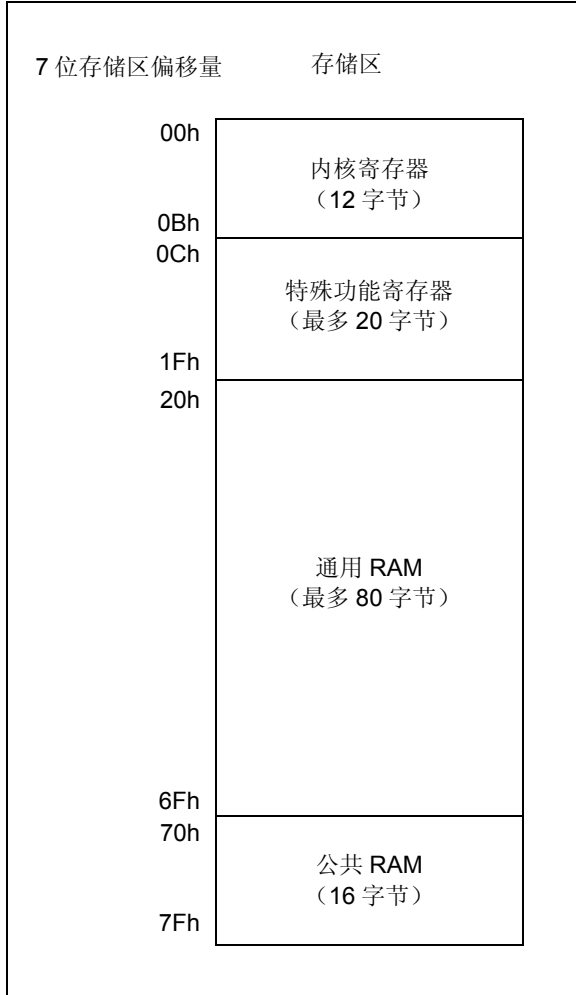 7 位存储区偏移量 存储区
00h
内核寄存器
（12 字节）
0Bh
0Ch
特殊功能寄存器
（最多 20 字节）
1Fh
20h
通用 RAM
（最多 80 字节）
6Fh
70h
公共 RAM
（16 字节）
7Fh